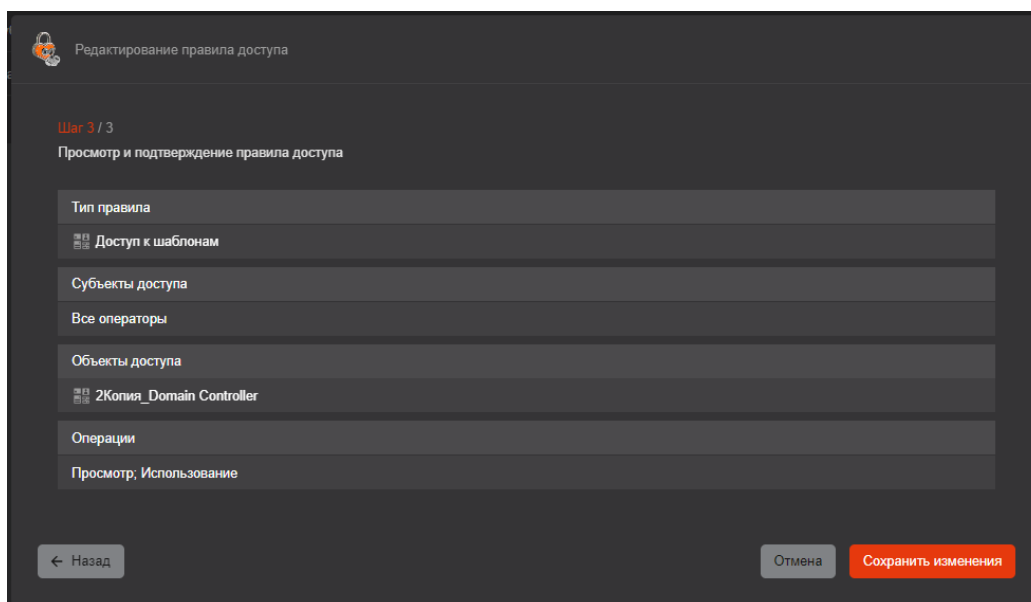 Редактирование правила доступа
Шаг 3 / 3
Просмотр и подтверждение правила доступа
Тип правила
Доступ к шаблонам
Субъекты доступа
Все операторы
Объекты доступа
2Копия_Domain Controller
Операции
Просмотр; Использование
← Назад
Отмена
Сохранить изменения